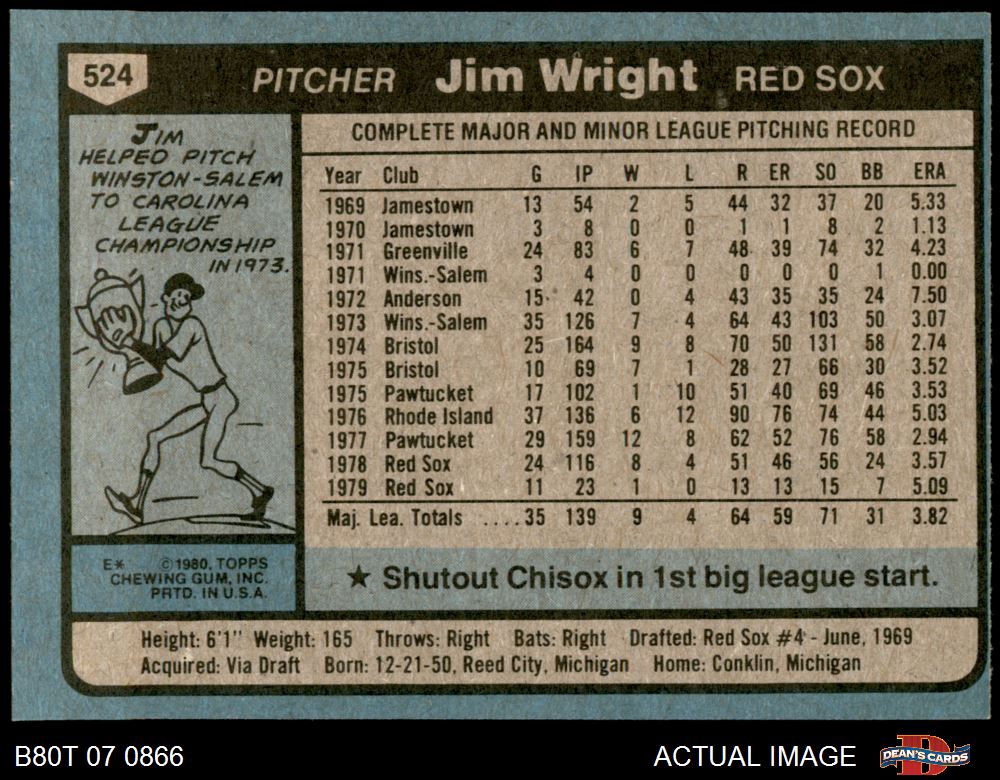 524 PITCHER Jim Wright RED SOX
JIM
HELPED PITCH
WINSTON-SALEM
TO CAROLINA
LEAGUE
CHAMPIONSHIP
IN 1973.
COMPLETE MAJOR AND MINOR LEAGUE PITCHING RECORD
Year Club G IP W L R ER SO BB ERA
1969 Jamestown 13 54 2 5 44 32 37 20 5.33
1970 Jamestown 3 8 0 0 1 1 8 2 1.13
1971 Greenville 24 83 6 7 48 39 74 32 4.23
1971 Wins.-Salem 3 4 0 0 0 0 0 1 0.00
1972 Anderson 15 42 0 4 43 35 35 24 7.50
1973 Wins.-Salem 35 126 7 4 64 43 103 50 3.07
1974 Bristol 25 164 9 8 70 50 131 58 2.74
1975 Bristol 10 69 7 1 28 27 66 30 3.52
1975 Pawtucket 17 102 1 10 51 40 69 46 3.53
1976 Rhode Island 37 136 6 12 90 76 74 44 5.03
1977 Pawtucket 29 159 12 8 62 52 76 58 2.94
1978 Red Sox 24 116 8 4 51 46 56 24 3.57
1979 Red Sox 11 23 1 0 13 13 15 7 5.09
Maj. Lea. Totals ....35 139 9 4 64 59 71 31 3.82
E* ©1980, TOPPS
CHEWING GUM, INC.
PRTD. IN U.S.A.
★ Shutout Chisox in 1st big league start.
Height: 6'1" Weight: 165 Throws: Right Bats: Right Drafted: Red Sox #4 - June, 1969
Acquired: Via Draft Born: 12-21-50, Reed City, Michigan Home: Conklin, Michigan
B80T 07 0866 ACTUAL IMAGE DEAN'S CARDS